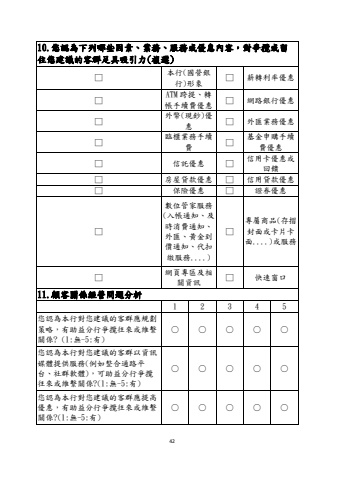 10.您認為下列哪些因素、業務、服務或優惠內容，對爭攬或留
住您建議的客群足具吸引力(複選)
□ 本行(國營銀 □ 薪轉利率優惠
行)形象
□ ATM 跨提、轉 □ 網路銀行優惠
帳手續費優惠
□ 外幣(現鈔)優 □ 外匯業務優惠
惠
□ 臨櫃業務手續 □ 基金申購手續
費 費優惠
□ 信託優惠 □ 信用卡優惠或
回饋
□ 房屋貸款優惠 □ 信用貸款優惠
□ 保險優惠 □ 證券優惠
□ 數位管家服務 □ 專屬商品(存摺
(入帳通知、及 封面或卡片卡
時消費通知、 面....)或服務
外匯、黃金到
價通知、代扣
繳服務....)
□ 網頁專區及相 □ 快速窗口
關資訊
11.顧客關係經營問題分析
1 2 3 4 5
您認為本行對您建議的客群應規劃 ○ ○ ○ ○ ○
策略，有助益分行爭攬往來或維繫
關係? (1:無-5:有)
您認為本行對您建議的客群以資訊 ○ ○ ○ ○ ○
媒體提供服務(例如整合通路平
台、社群軟體)，可助益分行爭攬
往來或維繫關係?(1:無-5:有)
您認為本行對您建議的客群應提高 ○ ○ ○ ○ ○
優惠，有助益分行爭攬往來或維繫
關係?(1:無-5:有)
42